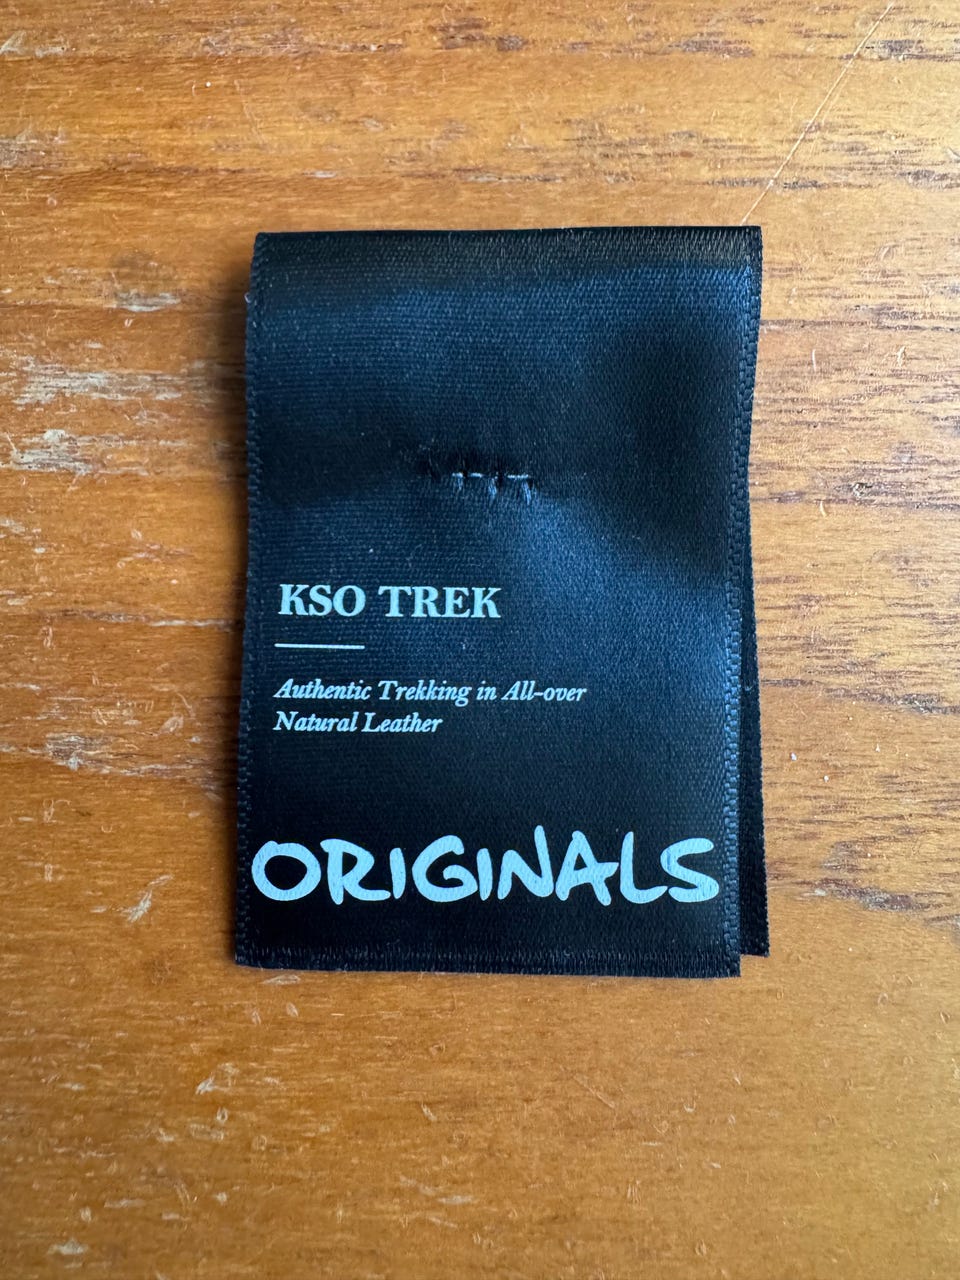 KSO TREK
Authentic Trekking in All-over
Natural Leather
ORIGINALS